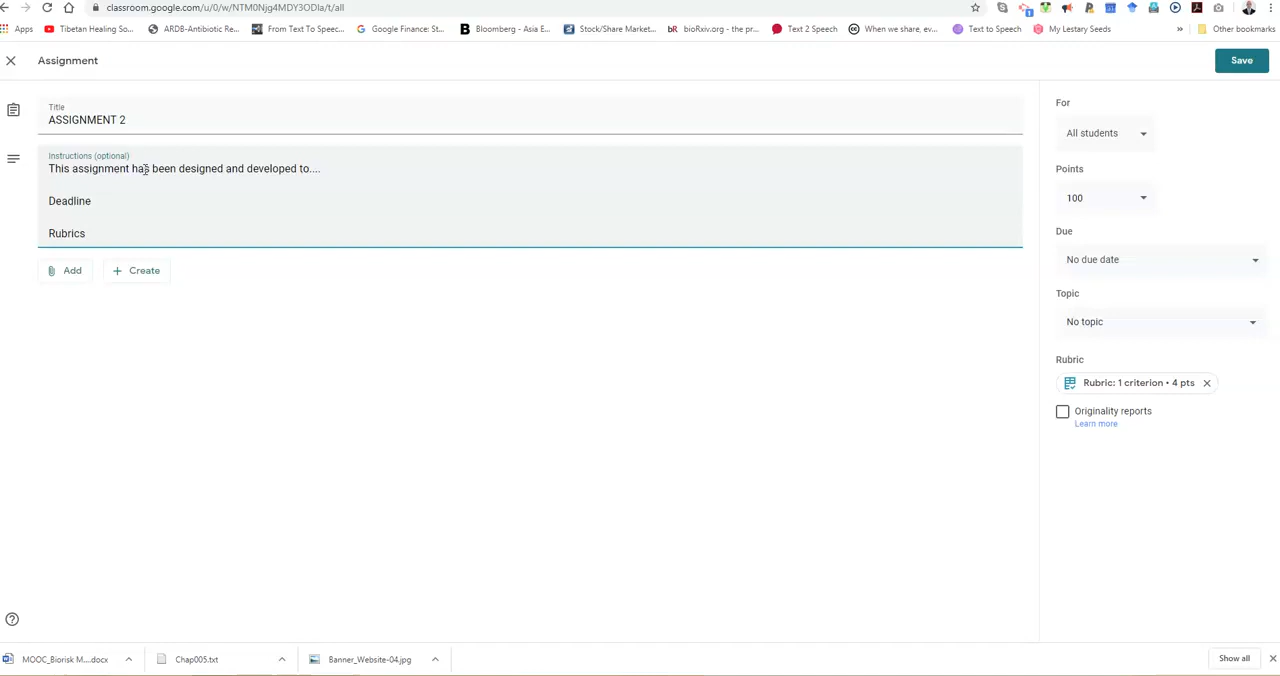 classroom.google.com/u/0/w/NTM0Njg4MDY3ODla/t/all
Apps Tibetan Healing So... ARDB-Antibiotic Re... From Text To Speec... Google Finance: St... Bloomberg - Asia E... Stock/Share Market... bioRxiv.org - the pr... Text 2 Speech When we share, ev... Text to Speech My Lestary Seeds » Other bookmarks
Assignment
Save
Title
ASSIGNMENT 2
Instructions (optional)
This assignment has been designed and developed to....
Deadline
Rubrics
Add
Create
For
All students
Points
100
Due
No due date
Topic
No topic
Rubric
Rubric: 1 criterion • 4 pts
Originality reports
Learn more
MOOC_Biorisk M....docx
Chap005.txt
Banner_Website-04.jpg
Show all